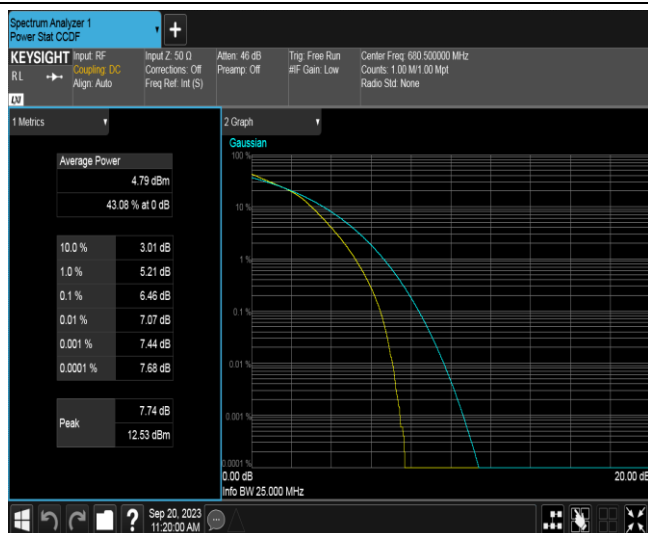 Spectrum Analyzer 1
Power Stat CCDF
+
KEYSIGHT
RL
LXI
Input: RF
Coupling: DC
Align: Auto
Input Z: 50 Ω
Corrections: Off
Freq Ref: Int (S)
Atten: 46 dB
Preamp: Off
Trig: Free Run
#IF Gain: Low
Center Freq: 680.500000 MHz
Counts: 1.00 M/1.00 Mpt
Radio Std: None
1 Metrics
Average Power
4.79 dBm
43.08 % at 0 dB
10.0 % 3.01 dB
1.0 % 5.21 dB
0.1 % 6.46 dB
0.01 % 7.07 dB
0.001 % 7.44 dB
0.0001 % 7.68 dB
Peak
7.74 dB
12.53 dBm
2 Graph
Gaussian
100 %
10 %
1 %
0.1 %
0.01 %
0.001 %
0.0001 %
0.00 dB
20.00 dB
Info BW 25.000 MHz
?
Sep 20, 2023
11:20:00 AM